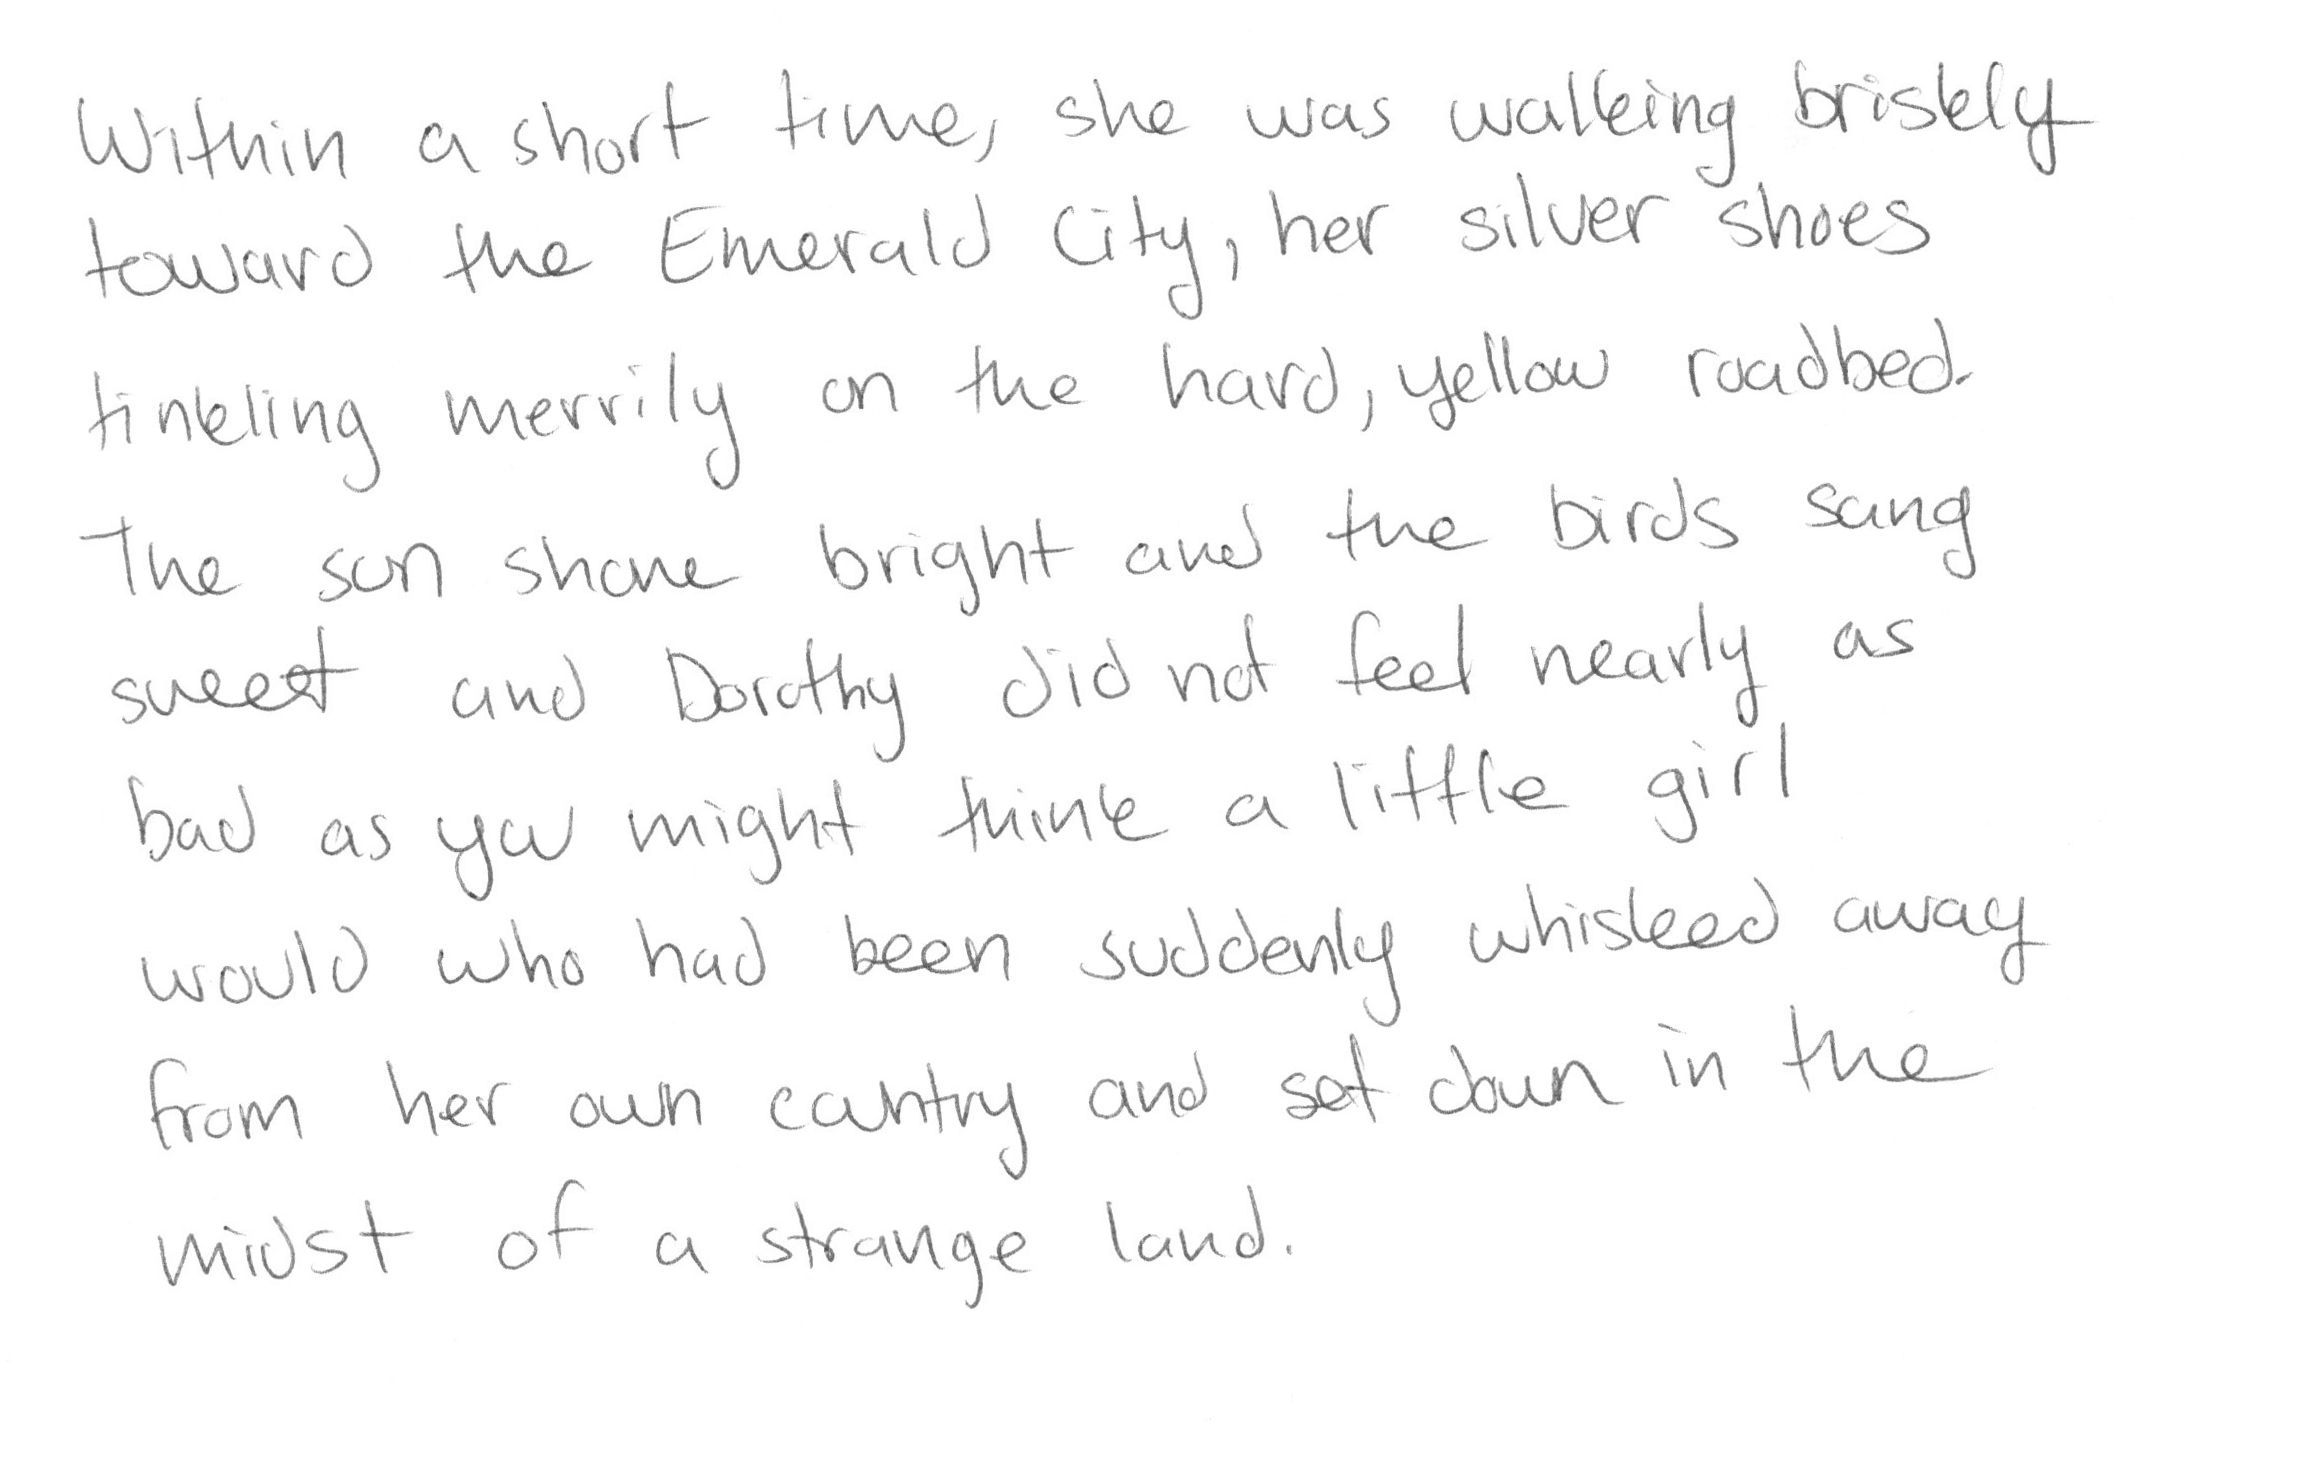 Within a short time, she was walking briskly
toward the Emerald City, her silver shoes
tinkling merrily on the hard, yellow roadbed.
The sun shone bright and the birds sang
sweet and Dorothy did not feel nearly as
bad as you might think a little girl
would who had been suddenly whisked away
from her own country and set down in the
midst of a strange land.